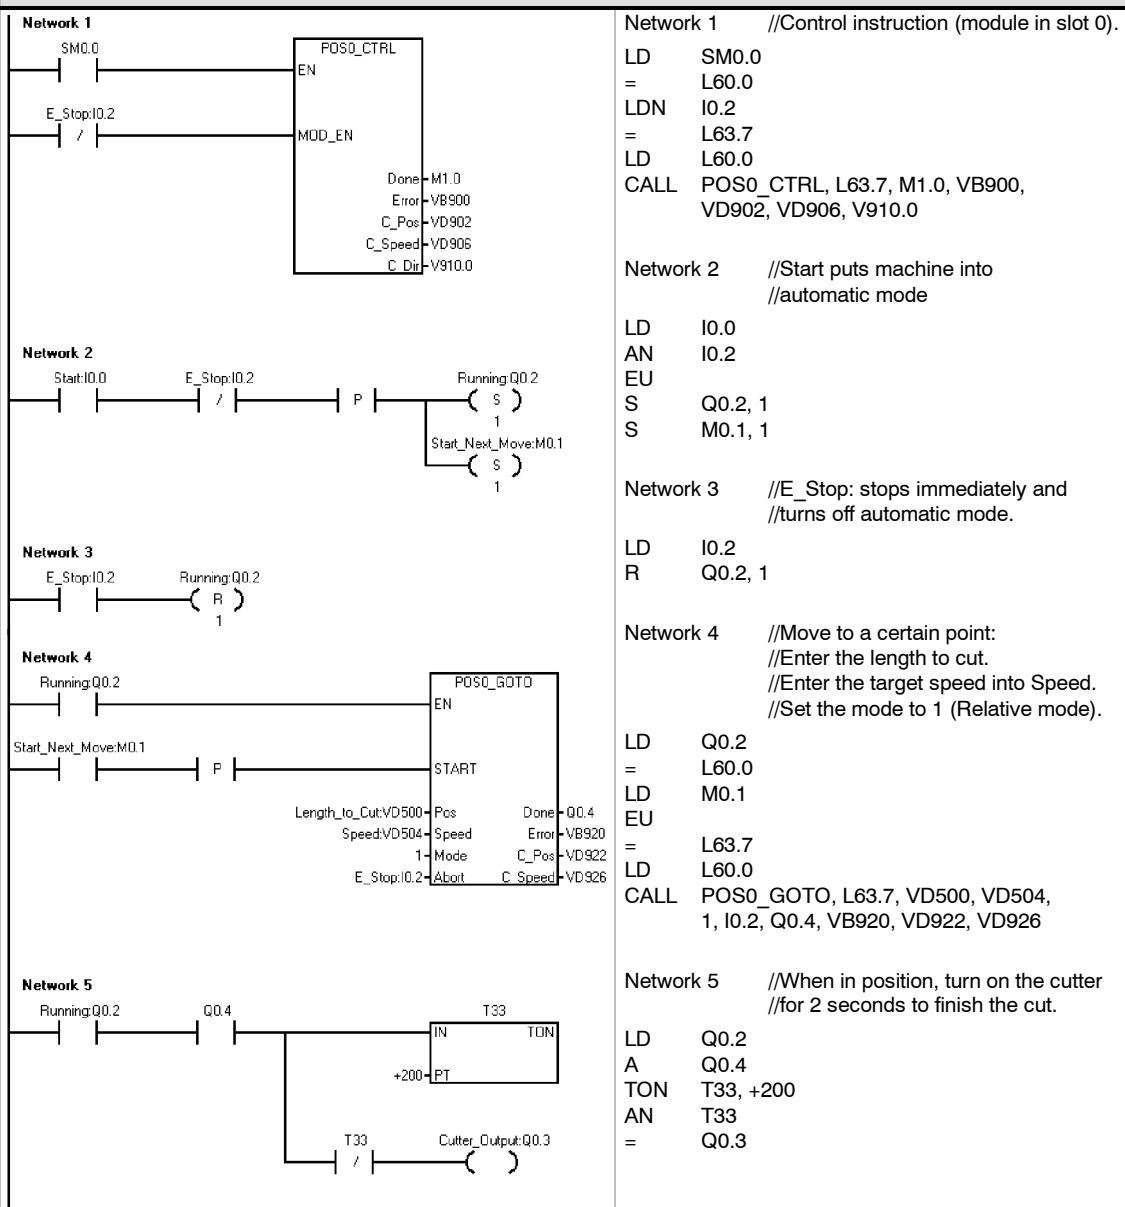 Network 1
SM0.0
POS0_CTRL
EN
E_Stop:I0.2
/
MOD_EN
Done M1.0
Error VB900
C_Pos VD902
C_Speed VD906
C_Dir V910.0
Network 2
Start:I0.0 E_Stop:I0.2 Running:Q0.2
/ P S
1
Start_Next_Move:M0.1
S
1
Network 3
E_Stop:I0.2 Running:Q0.2
R
1
Network 4
Running:Q0.2 POS0_GOTO
EN
Start_Next_Move:M0.1
P START
Length_to_Cut:VD500 Pos Done Q0.4
Speed:VD504 Speed Error VB920
1 Mode C_Pos VD922
E_Stop:I0.2 Abort C_Speed VD926
Network 5
Running:Q0.2 Q0.4 T33
IN TON
+200 PT
T33 Cutter_Output:Q0.3
/
Network 1 //Control instruction (module in slot 0).
LD SM0.0
= L60.0
LDN I0.2
= L63.7
LD L60.0
CALL POS0_CTRL, L63.7, M1.0, VB900,
VD902, VD906, V910.0
Network 2 //Start puts machine into
//automatic mode
LD I0.0
AN I0.2
EU
S Q0.2, 1
S M0.1, 1
Network 3 //E_Stop: stops immediately and
//turns off automatic mode.
LD I0.2
R Q0.2, 1
Network 4 //Move to a certain point:
//Enter the length to cut.
//Enter the target speed into Speed.
//Set the mode to 1 (Relative mode).
LD Q0.2
= L60.0
LD M0.1
EU
= L63.7
LD L60.0
CALL POS0_GOTO, L63.7, VD500, VD504,
1, I0.2, Q0.4, VB920, VD922, VD926
Network 5 //When in position, turn on the cutter
//for 2 seconds to finish the cut.
LD Q0.2
A Q0.4
TON T33, +200
AN T33
= Q0.3